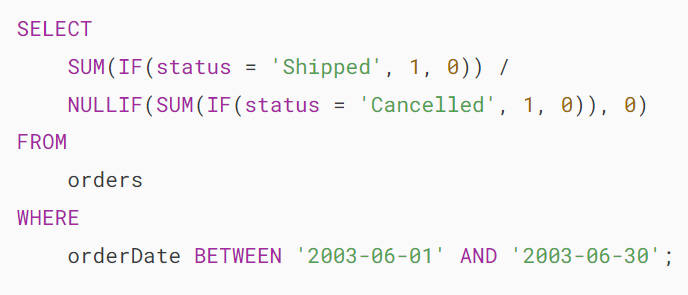 SELECT
    SUM(IF(status = 'Shipped', 1, 0)) /
    NULLIF(SUM(IF(status = 'Cancelled', 1, 0)), 0)
FROM
    orders
WHERE
    orderDate BETWEEN '2003-06-01' AND '2003-06-30';